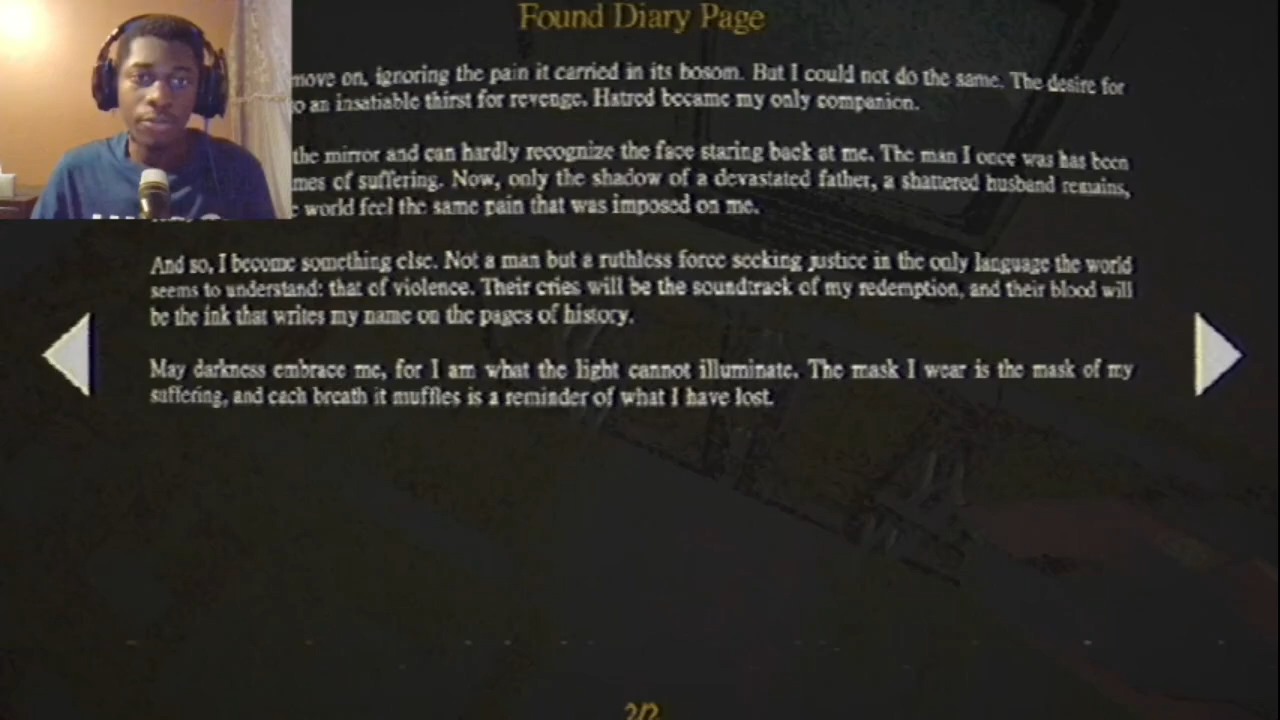 Found Diary Page
move on, ignoring the pain it carried in its bosom. But I could not do the same. The desire for
o an insatiable thirst for revenge. Hatred became my only companion.
the mirror and can hardly recognize the face staring back at me. The man I once was has been
mes of suffering. Now, only the shadow of a devastated father, a shattered husband remains,
world feel the same pain that was imposed on me.
And so, I become something else. Not a man but a ruthless force seeking justice in the only language the world
seems to understand: that of violence. Their cries will be the soundtrack of my redemption, and their blood will
be the ink that writes my name on the pages of history.
May darkness embrace me, for I am what the light cannot illuminate. The mask I wear is the mask of my
suffering, and each breath it muffles is a reminder of what I have lost.
2/2